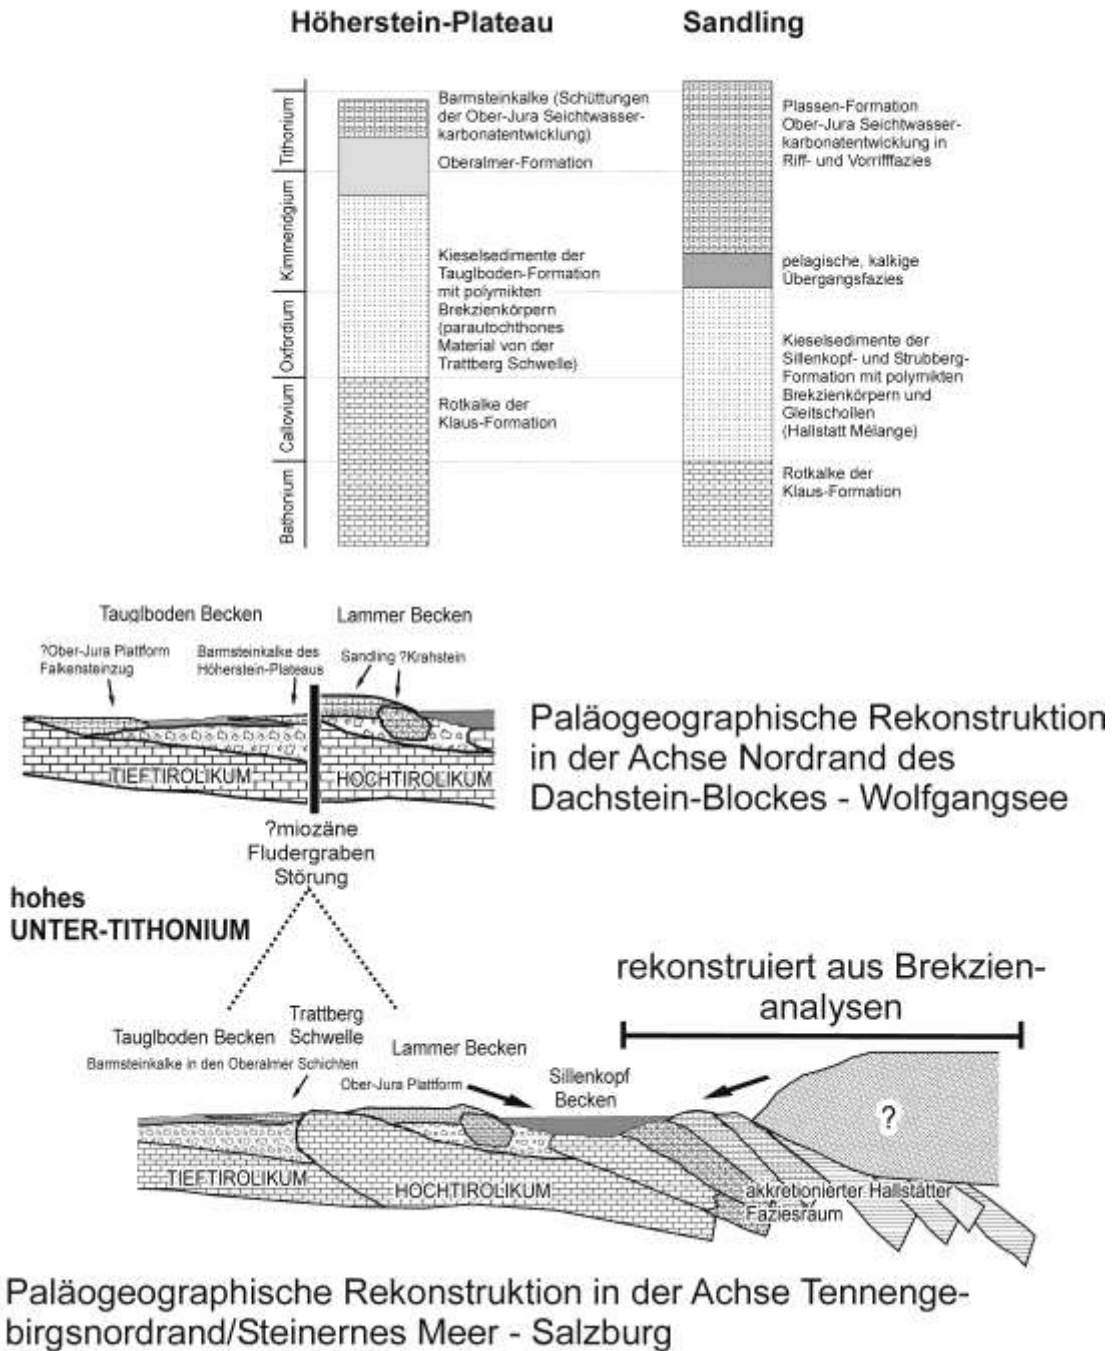 Höherstein-Plateau
Sandling
Tithonium
Kimmeridgium
Oxfordium
Callovium
Bathonium
Barmsteinkalke (Schüttungen
der Ober-Jura Seichtwasser-
karbonatentwicklung)
Oberalmer-Formation
Kieselsedimente der
Tauglboden-Formation
mit polymikten
Brekzienkörpern
(parautochthones
Material von der
Trattberg Schwelle)
Rotkalke der
Klaus-Formation
Plassen-Formation
Ober-Jura Seichtwasser-
karbonatentwicklung in
Riff- und Vorrifffazies
pelagische, kalkige
Übergangsfazies
Kieselsedimente der
Sillenkopf- und Strubberg-
Formation mit polymikten
Brekzienkörpern und
Gleitschollen
(Hallstatt Mélange)
Rotkalke der
Klaus-Formation
Tauglboden Becken
Lammer Becken
?Ober-Jura Plattform
Falkensteinzug
Barmsteinkalke des
Höherstein-Plateaus
Sandling ?Krahstein
TIEFTIROLIKUM
HOCHTIROLIKUM
Paläogeographische Rekonstruktion
in der Achse Nordrand des
Dachstein-Blockes - Wolfgangsee
?miozäne
Fludergraben
Störung
hohes
UNTER-TITHONIUM
rekonstruiert aus Brekzien-
analysen
Tauglboden Becken
Trattberg
Schwelle
Barmsteinkalke in den Oberalmer Schichten
Lammer Becken
Ober-Jura Plattform
Sillenkopf
Becken
?
TIEFTIROLIKUM
HOCHTIROLIKUM
akkretionierter Hallstätter
Faziesraum
Paläogeographische Rekonstruktion in der Achse Tennenge-
birgsnordrand/Steinernes Meer - Salzburg